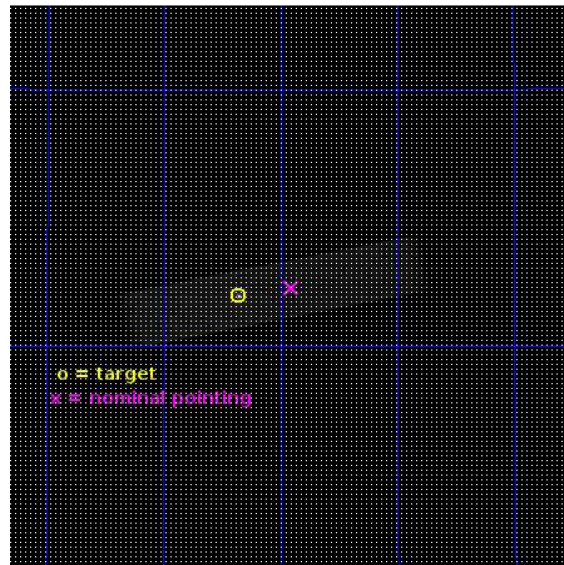 o = target
x = nominal pointing